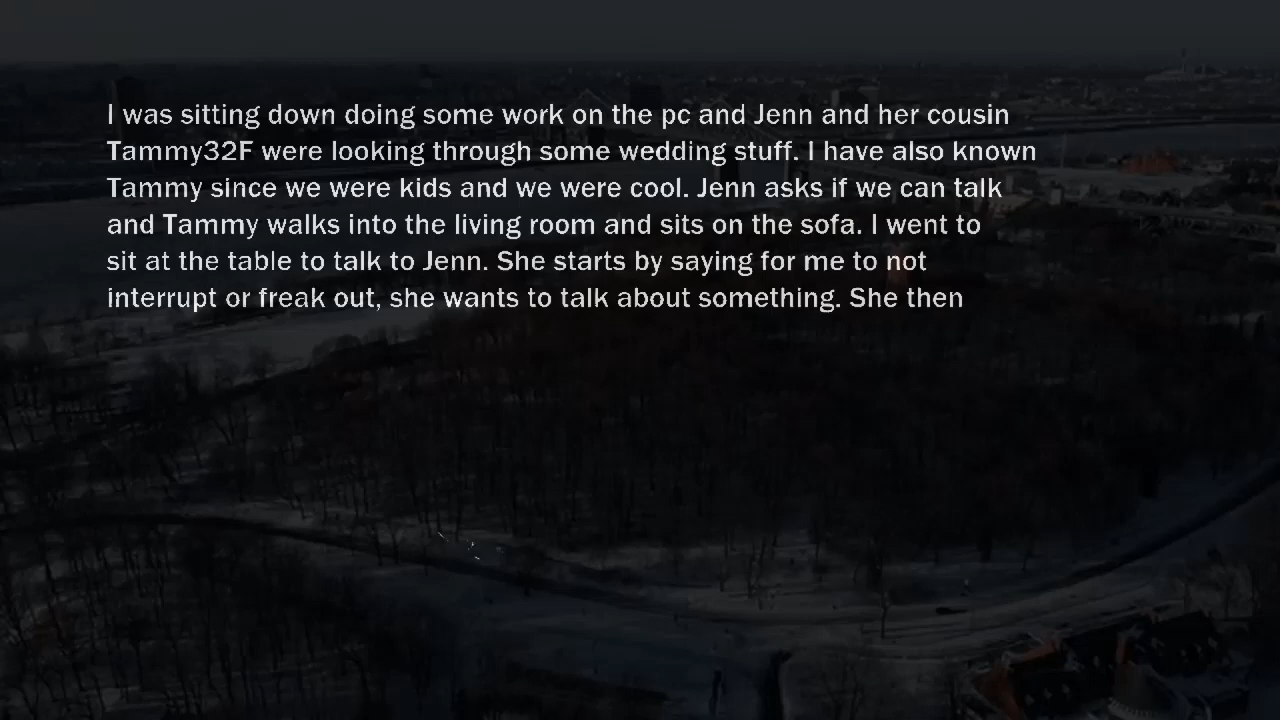 I was sitting down doing some work on the pc and Jenn and her cousin
Tammy32F were looking through some wedding stuff. I have also known
Tammy since we were kids and we were cool. Jenn asks if we can talk
and Tammy walks into the living room and sits on the sofa. I went to
sit at the table to talk to Jenn. She starts by saying for me to not
interrupt or freak out, she wants to talk about something. She then